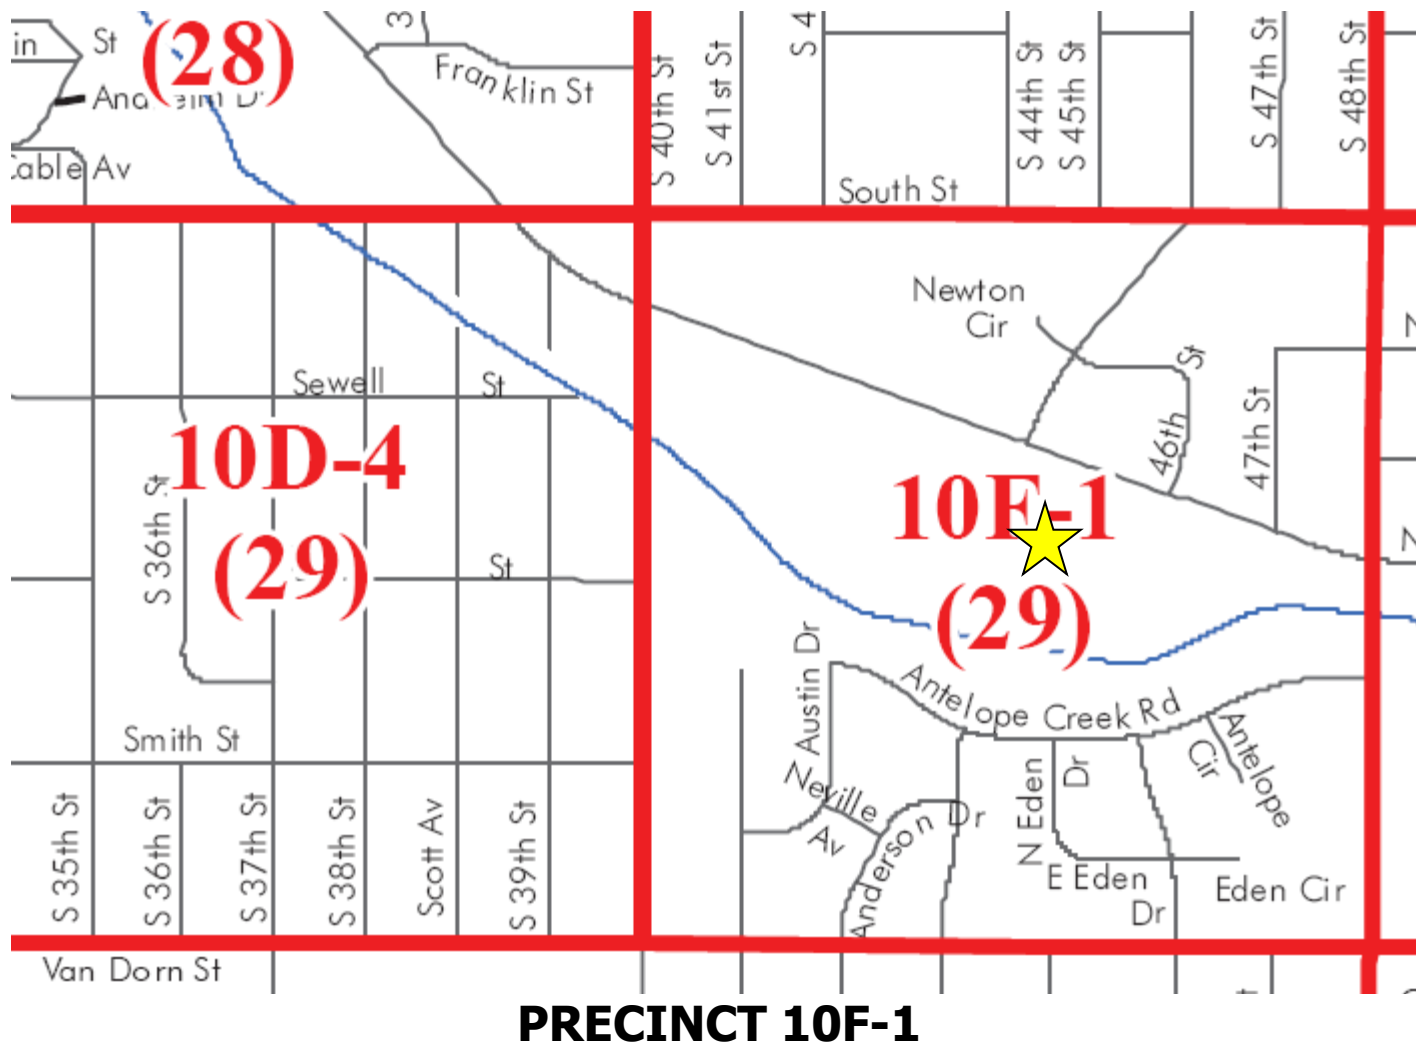 in
St
(28)
3
Franklin St
S 40th St
S 41st St
S 4
S 44th St
S 45th St
S 47th St
S 48th St
Cable Av
South St
Newton
Cir
N
St
46th
47th St
Sewell St
10D-4
(29)
S 36th St
St
10F-1
(29)
N
Austin Dr
Antelope Creek Rd
Antelope
Cir
Smith St
Neville
Av
Anderson Dr
N Eden
Dr
E Eden
Dr
Eden Cir
S 35th St
S 36th St
S 37th St
S 38th St
Scott Av
S 39th St
Van Dorn St
PRECINCT 10F-1